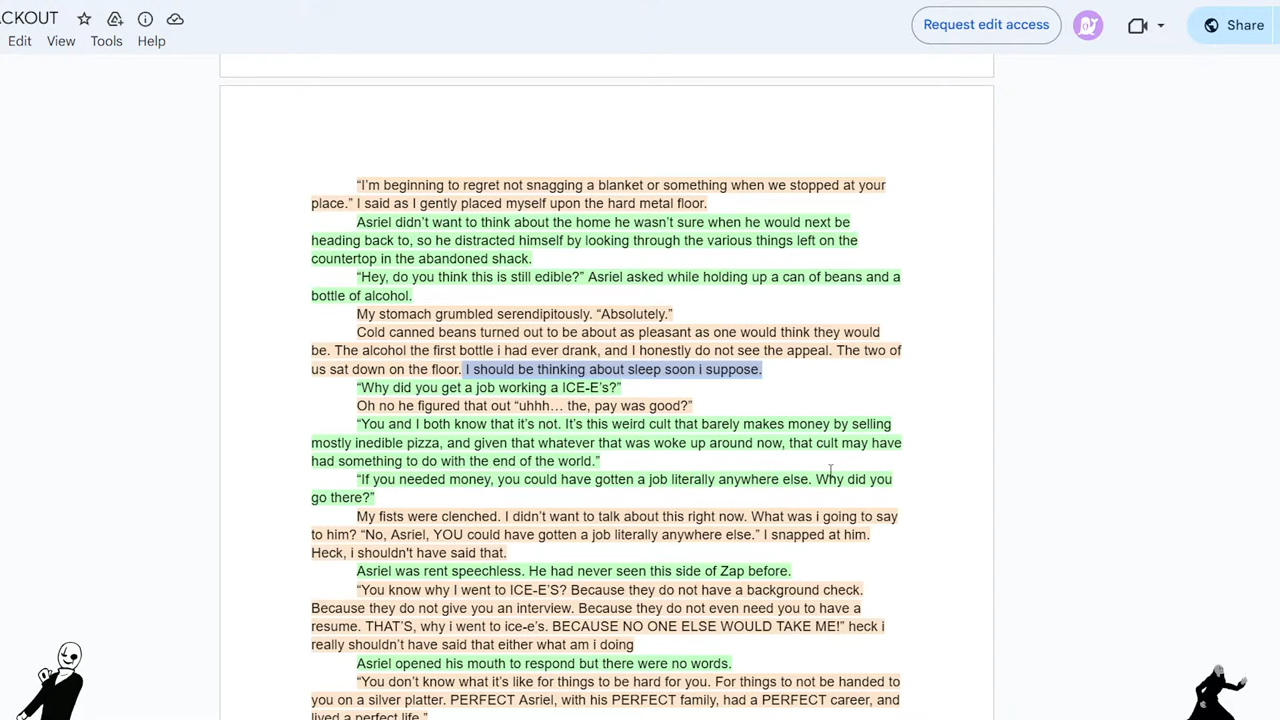 CKOUT
Edit View Tools Help
Request edit access
Share
“I’m beginning to regret not snagging a blanket or something when we stopped at your
place.” I said as I gently placed myself upon the hard metal floor.
Asriel didn’t want to think about the home he wasn’t sure when he would next be
heading back to, so he distracted himself by looking through the various things left on the
countertop in the abandoned shack.
“Hey, do you think this is still edible?” Asriel asked while holding up a can of beans and a
bottle of alcohol.
My stomach grumbled serendipitously. “Absolutely.”
Cold canned beans turned out to be about as pleasant as one would think they would
be. The alcohol the first bottle i had ever drank, and I honestly do not see the appeal. The two of
us sat down on the floor. I should be thinking about sleep soon i suppose.
“Why did you get a job working a ICE-E’s?”
Oh no he figured that out “uhhh… the, pay was good?”
“You and I both know that it’s not. It’s this weird cult that barely makes money by selling
mostly inedible pizza, and given that whatever that was woke up around now, that cult may have
had something to do with the end of the world.”
“If you needed money, you could have gotten a job literally anywhere else. Why did you
go there?”
My fists were clenched. I didn’t want to talk about this right now. What was i going to say
to him? “No, Asriel, YOU could have gotten a job literally anywhere else.” I snapped at him.
Heck, i shouldn't have said that.
Asriel was rent speechless. He had never seen this side of Zap before.
“You know why I went to ICE-E’S? Because they do not have a background check.
Because they do not give you an interview. Because they do not even need you to have a
resume. THAT’S, why i went to ice-e’s. BECAUSE NO ONE ELSE WOULD TAKE ME!” heck i
really shouldn’t have said that either what am i doing
Asriel opened his mouth to respond but there were no words.
“You don’t know what it’s like for things to be hard for you. For things to not be handed to
you on a silver platter. PERFECT Asriel, with his PERFECT family, had a PERFECT career, and
lived a perfect life.”